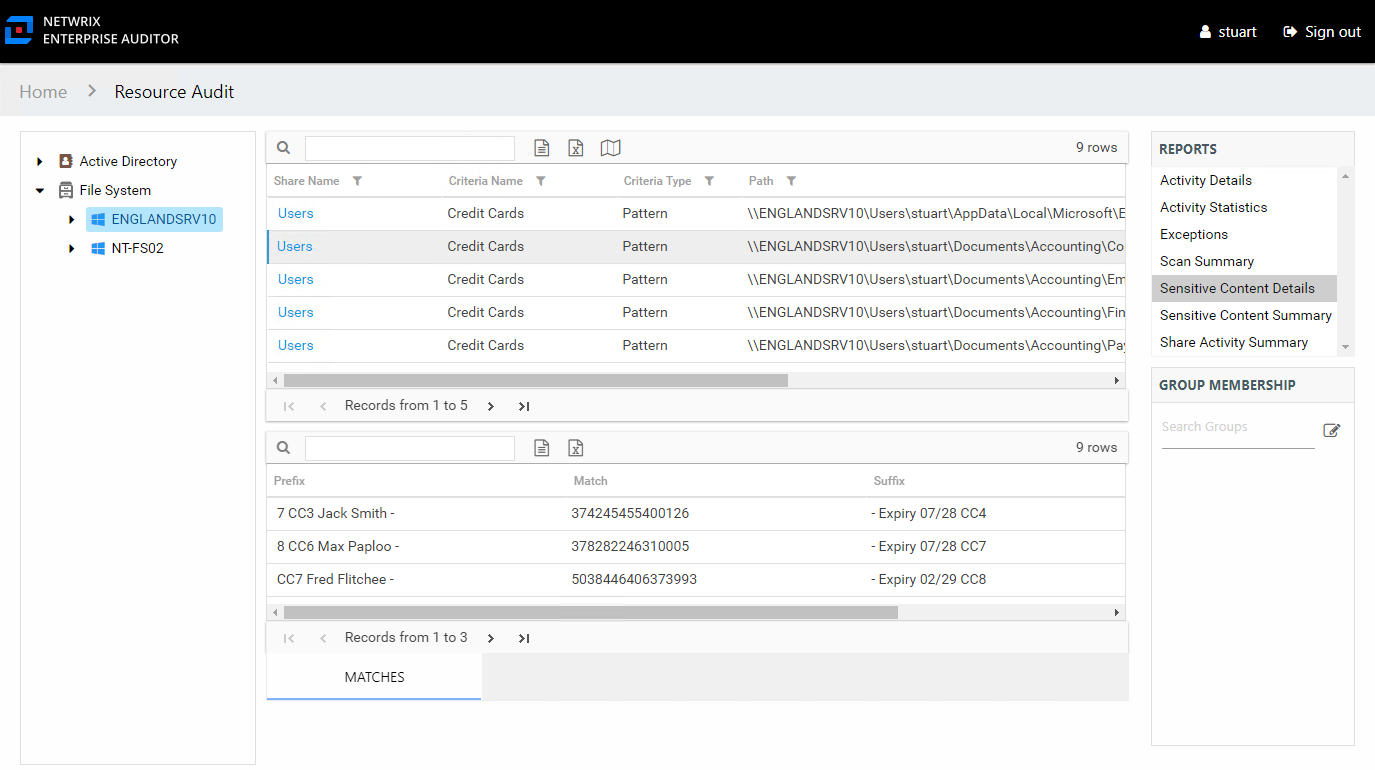 NETWRIX
ENTERPRISE AUDITOR
stuart
Sign out
Home
Resource Audit
Active Directory
File System
ENGLANDSRV10
NT-FS02
9 rows
Share Name Criteria Name Criteria Type Path
Users Credit Cards Pattern \\ENGLANDSRV10\Users\stuart\AppData\Local\Microsoft\E
Users Credit Cards Pattern \\ENGLANDSRV10\Users\stuart\Documents\Accounting\Co
Users Credit Cards Pattern \\ENGLANDSRV10\Users\stuart\Documents\Accounting\Em
Users Credit Cards Pattern \\ENGLANDSRV10\Users\stuart\Documents\Accounting\Fin
Users Credit Cards Pattern \\ENGLANDSRV10\Users\stuart\Documents\Accounting\Pay
Records from 1 to 5
9 rows
Prefix Match Suffix
7 CC3 Jack Smith - 374245455400126 - Expiry 07/28 CC4
8 CC6 Max Paploo - 378282246310005 - Expiry 07/28 CC7
CC7 Fred Flitchee - 5038446406373993 - Expiry 02/29 CC8
Records from 1 to 3
MATCHES
REPORTS
Activity Details
Activity Statistics
Exceptions
Scan Summary
Sensitive Content Details
Sensitive Content Summary
Share Activity Summary
GROUP MEMBERSHIP
Search Groups